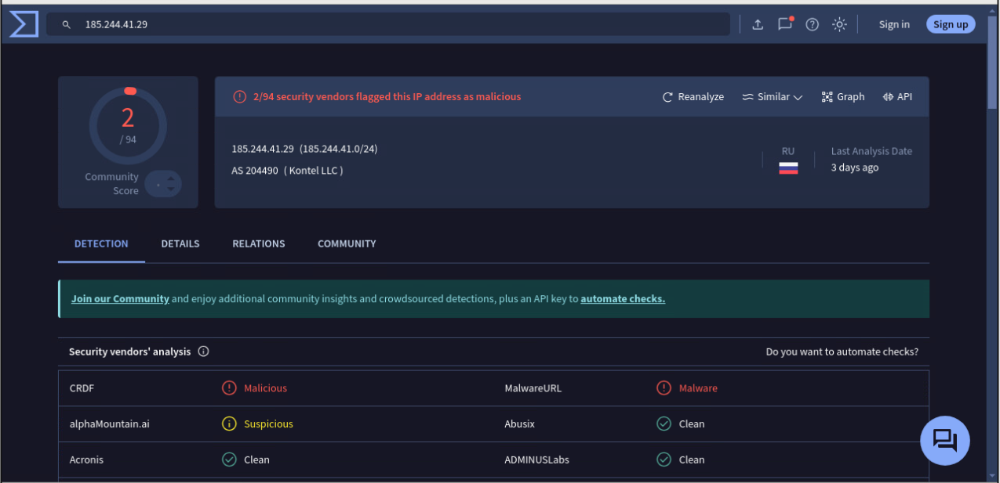 185.244.41.29
Sign in
Sign up
2/94 security vendors flagged this IP address as malicious
Reanalyze
Similar
Graph
API
2
/ 94
Community
Score
185.244.41.29 (185.244.41.0/24)
AS 204490 ( Kontel LLC )
RU
Last Analysis Date
3 days ago
DETECTION
DETAILS
RELATIONS
COMMUNITY
Join our Community and enjoy additional community insights and crowdsourced detections, plus an API key to automate checks.
Security vendors' analysis
Do you want to automate checks?
CRDF Malicious MalwareURL Malware
alphaMountain.ai Suspicious Abusix Clean
Acronis Clean ADMINUSLabs Clean